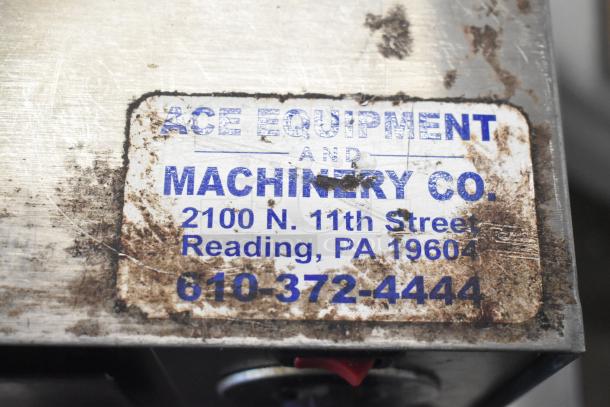 ACE EQUIPMENT
AND
MACHINERY CO.
2100 N. 11th Street
Reading, PA 19604
610-372-4444